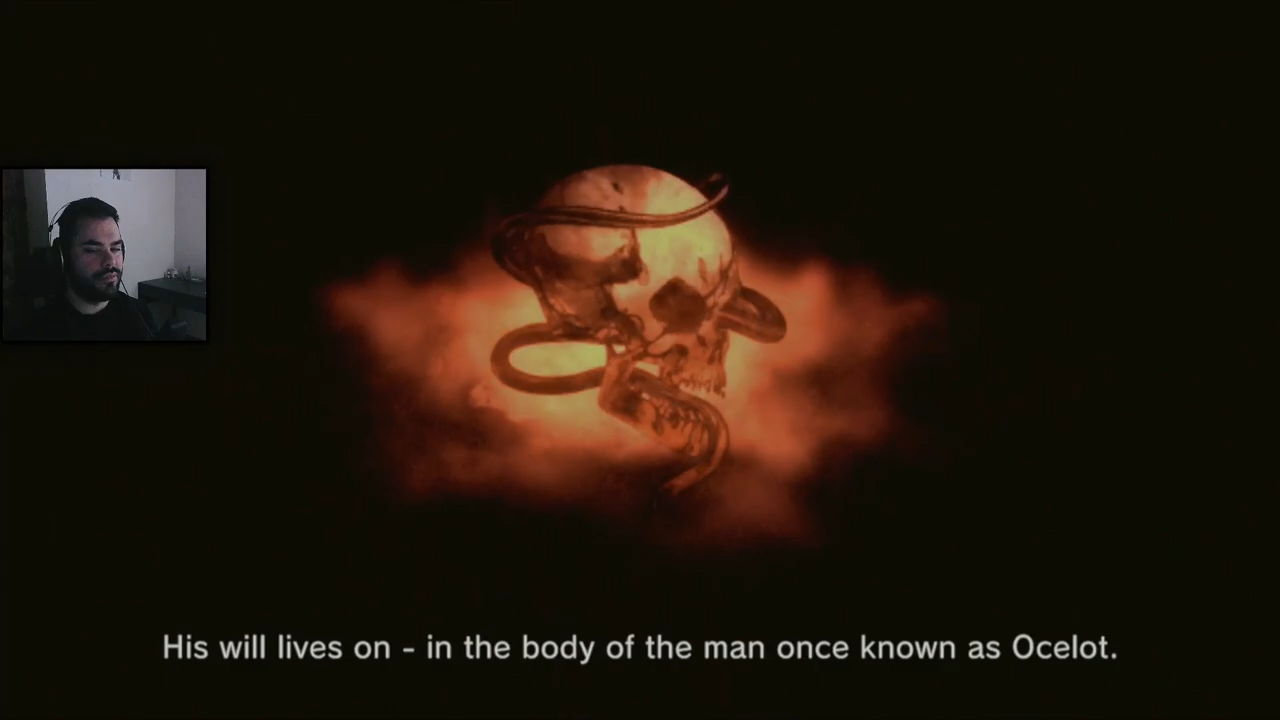 His will lives on - in the body of the man once known as Ocelot.